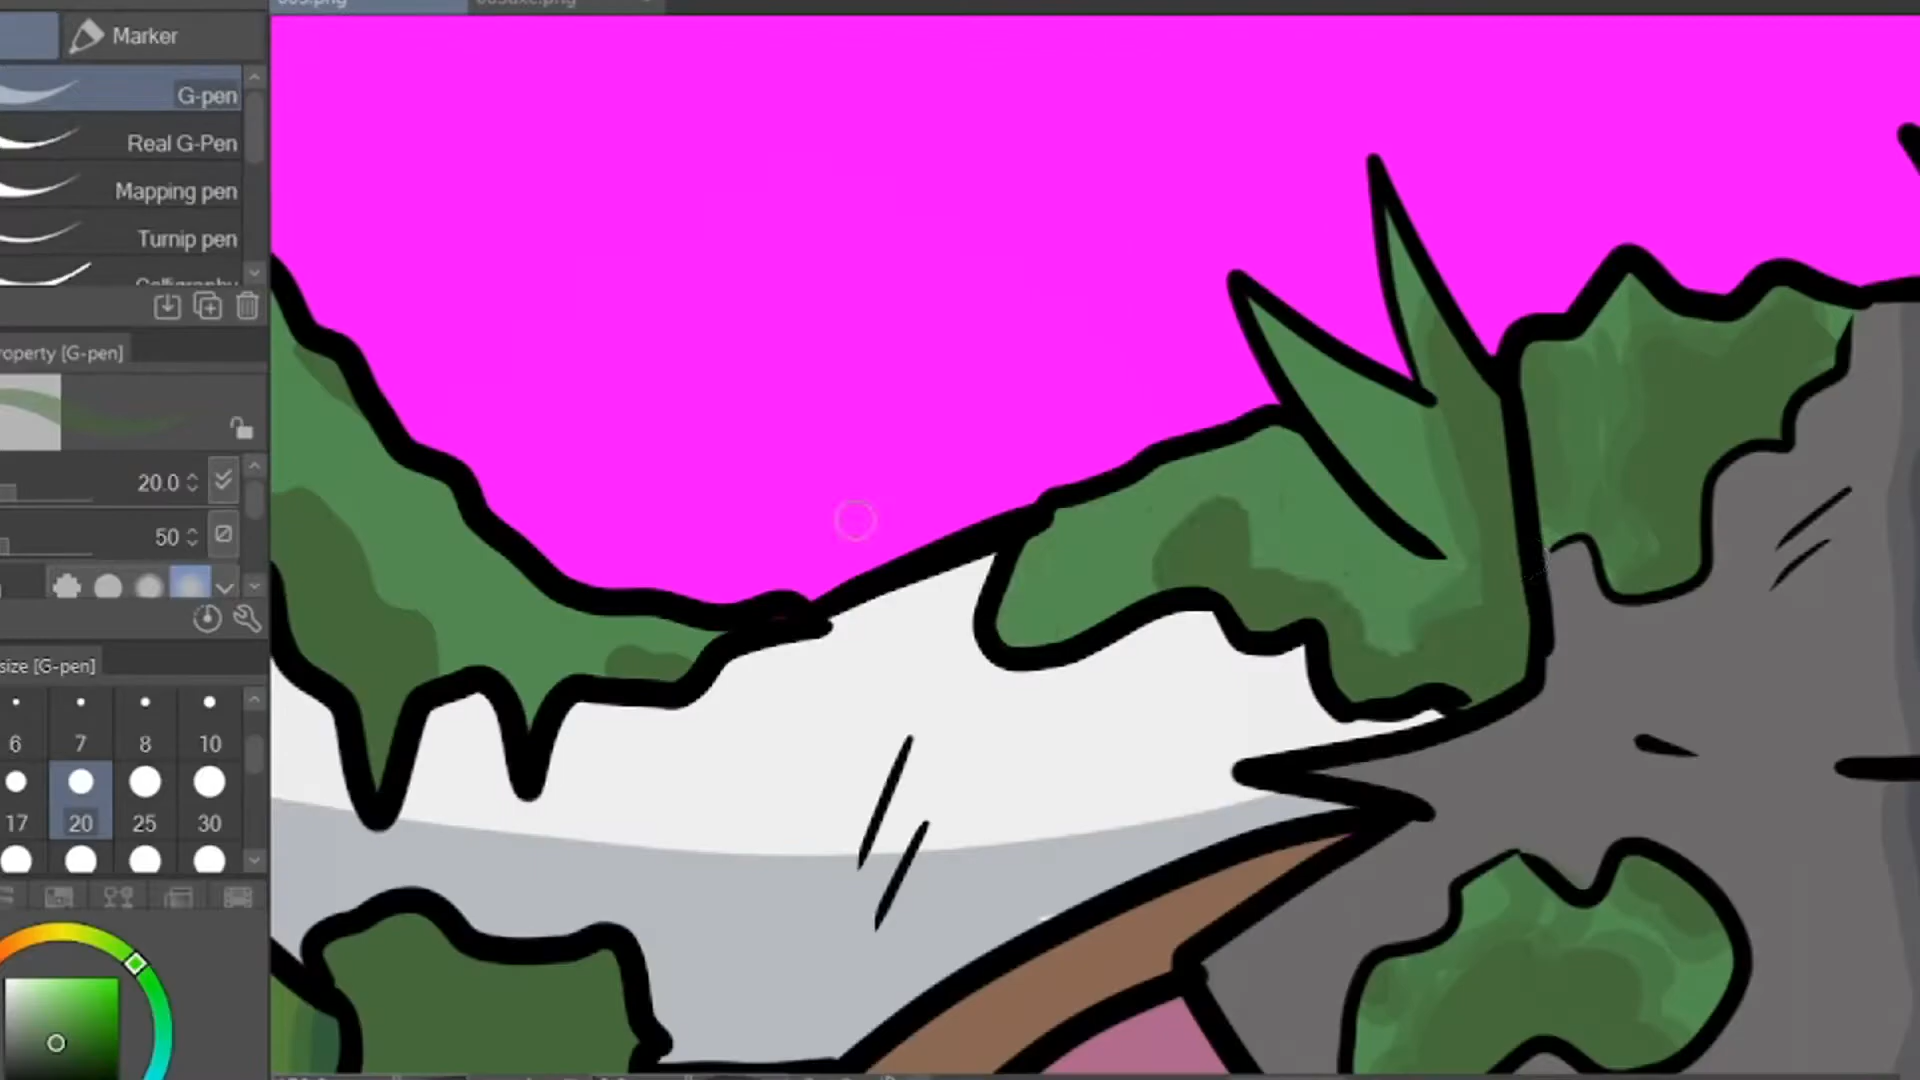 Marker
G-pen
Real G-Pen
Mapping pen
Turnip pen
Calligraphy
roperty [G-pen]
20.0
50
size [G-pen]
6 7 8 10
17 20 25 30